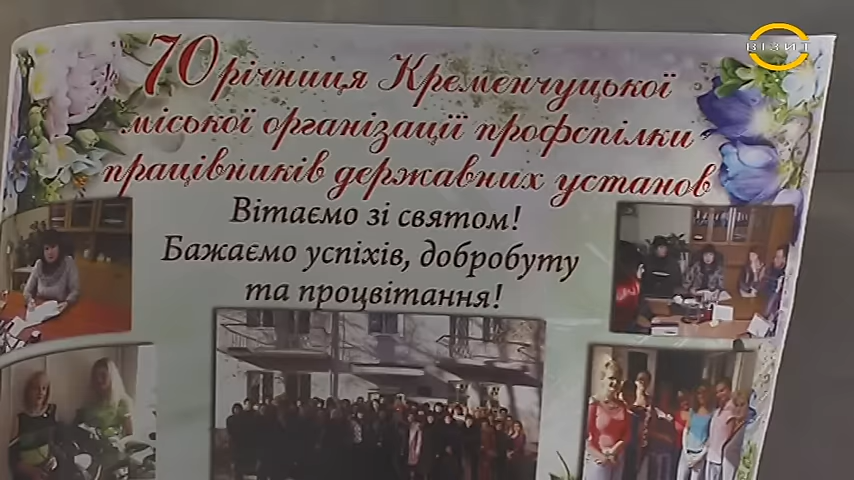 ВІЗИТ
70 річниця Кременчуцької
міської організації профспілки
працівників державних установ
Вітаємо зі святом!
Бажаємо успіхів, добробуту
та процвітання!